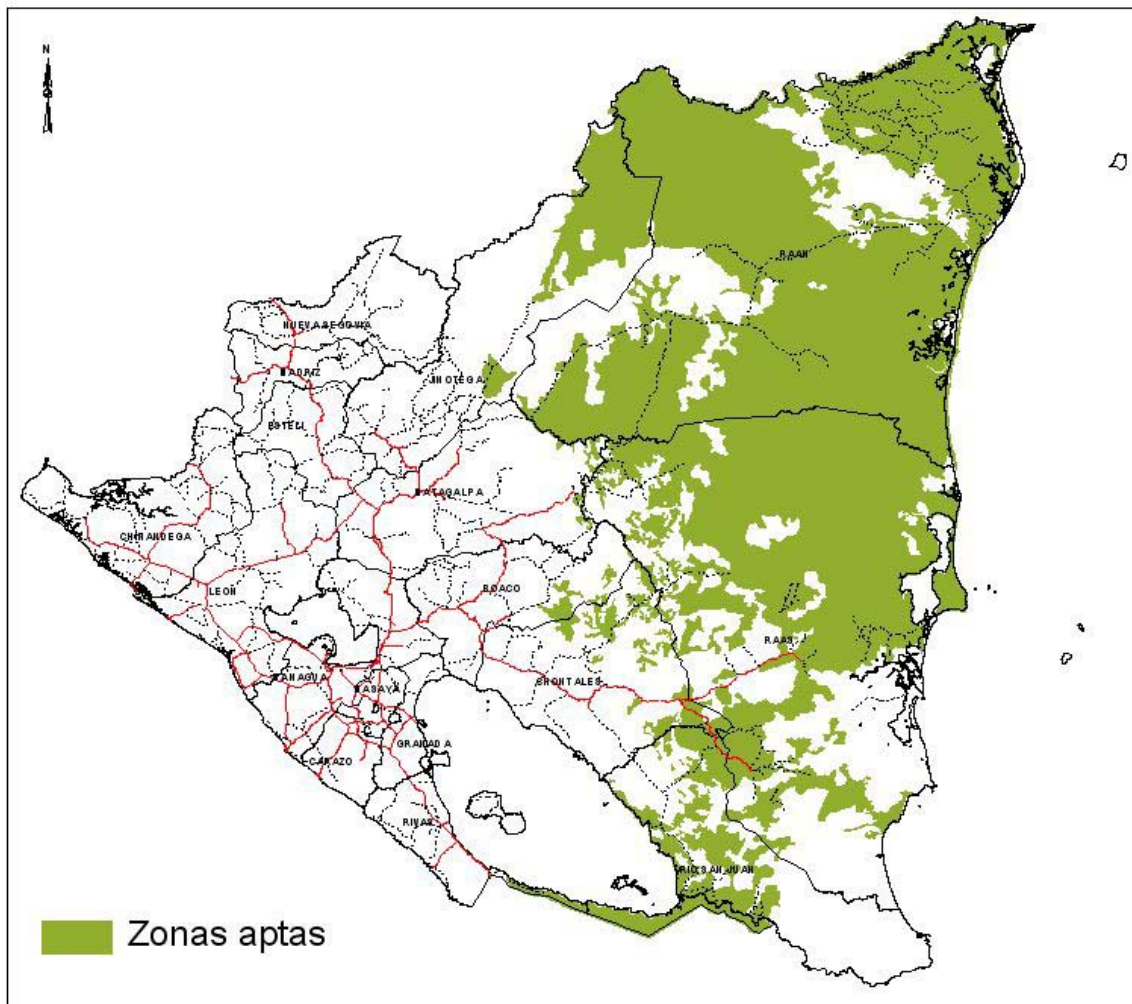 N
RAAN
NUEVA SEGOVIA
MADRIZ
JINOTEGA
ESTELI
MATAGALPA
CHINANDEGA
BOACO
LEON
RAAS
MANAGUA
CHONTALES
MASAYA
GRANADA
CARAZO
RIVAS
RIO SAN JUAN
Zonas aptas